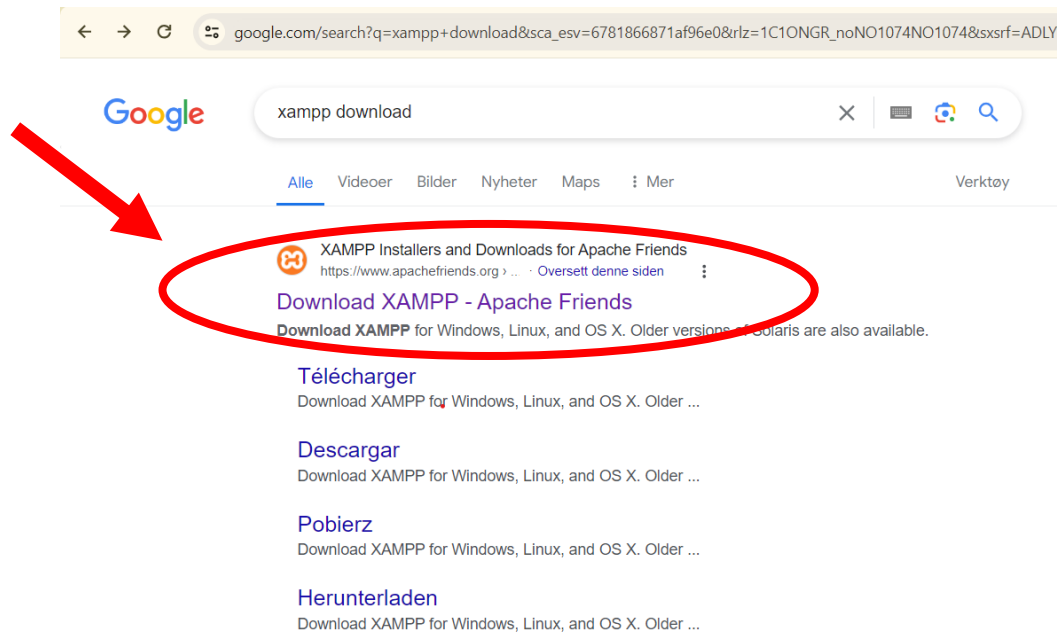 google.com/search?q=xampp+download&sca_esv=6781866871af96e0&rlz=1C1ONGR_noNO1074NO1074&sxsrf=ADLY
Google
xampp download
Alle Videoer Bilder Nyheter Maps Mer Verktøy
XAMPP Installers and Downloads for Apache Friends
https://www.apachefriends.org › .. · Oversett denne siden
Download XAMPP - Apache Friends
Download XAMPP for Windows, Linux, and OS X. Older versions of Solaris are also available.
Télécharger
Download XAMPP for Windows, Linux, and OS X. Older ...
Descargar
Download XAMPP for Windows, Linux, and OS X. Older ...
Pobierz
Download XAMPP for Windows, Linux, and OS X. Older ...
Herunterladen
Download XAMPP for Windows, Linux, and OS X. Older ...